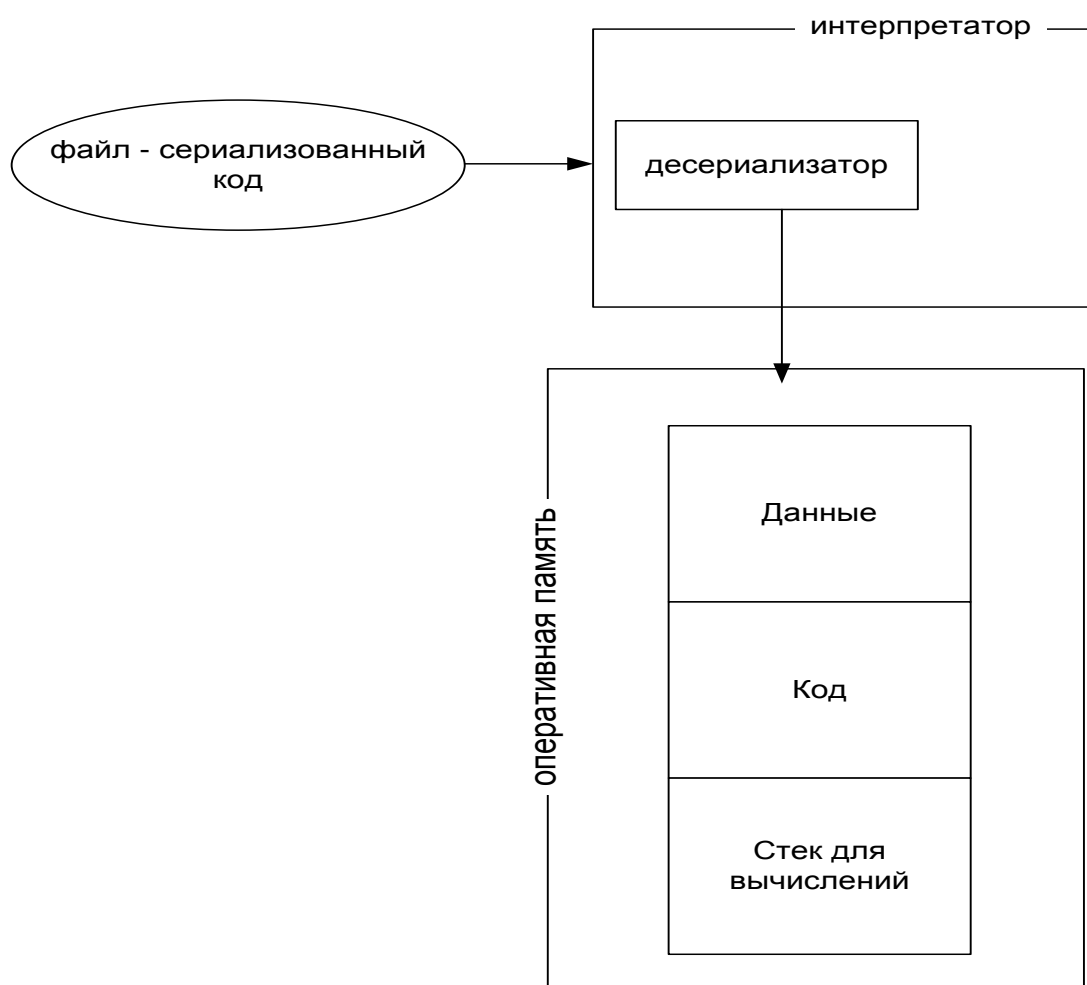 интерпретатор
файл - сериализованный
код
десериализатор
оперативная память
Данные
Код
Стек для
вычислений